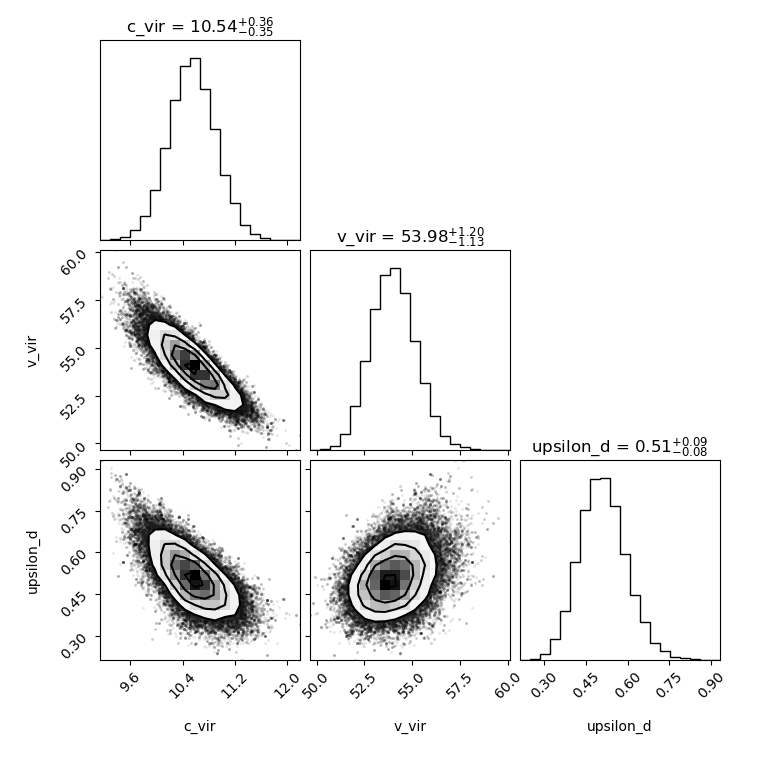 c_vir = 10.54+0.36−0.35
v_vir = 53.98+1.20−1.13
upsilon_d = 0.51+0.09−0.08
v_vir
60.0
57.5
55.0
52.5
50.0
upsilon_d
0.90
0.75
0.60
0.45
0.30
9.6 10.4 11.2 12.0 50.0 52.5 55.0 57.5 60.0 0.30 0.45 0.60 0.75 0.90
c_vir v_vir upsilon_d